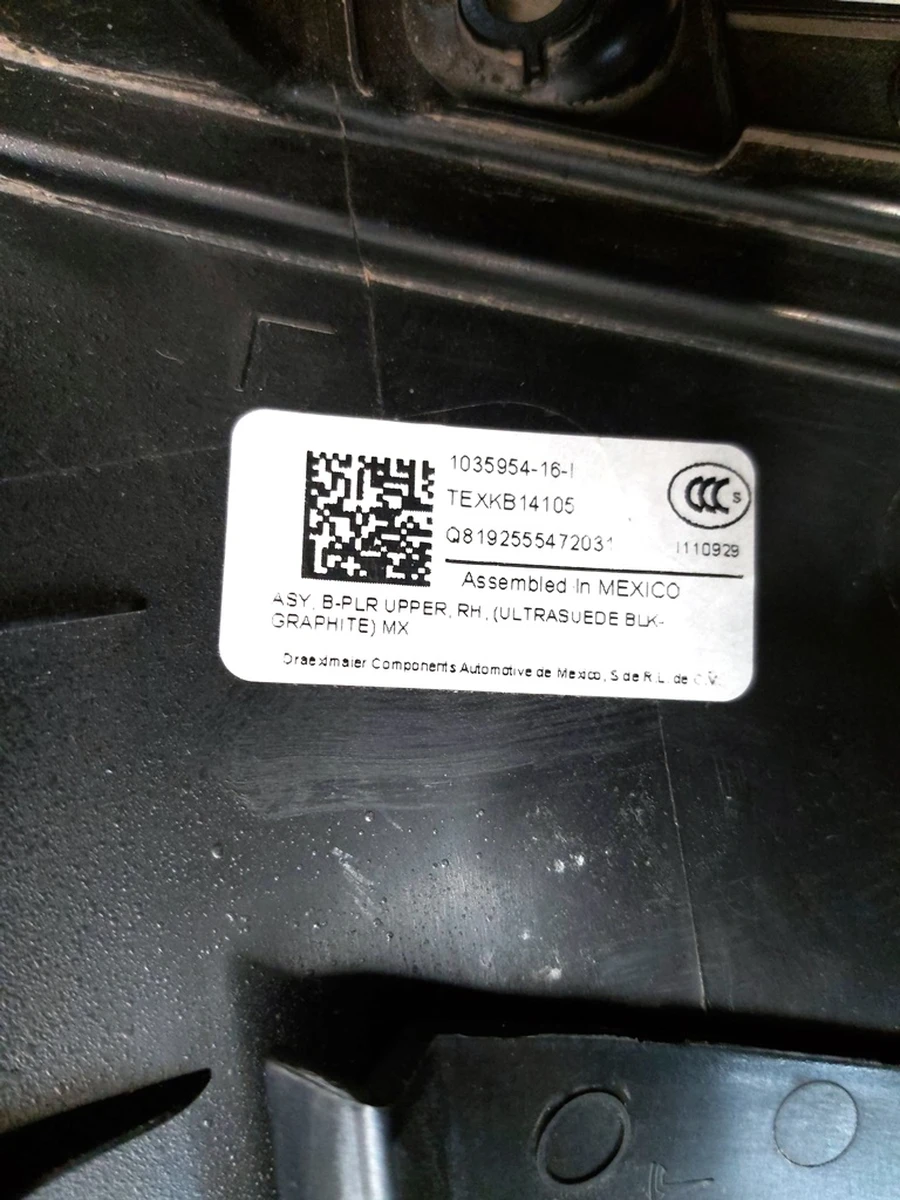 1035954-16-I
TEXKB14105
Q8192555472031
CCC S
I110929
Assembled In MEXICO
ASY, B-PLR UPPER, RH, (ULTRASUEDE BLK-
GRAPHITE) MX
Draexlmaier Components Automotive de Mexico, S de R.L. de C.V.